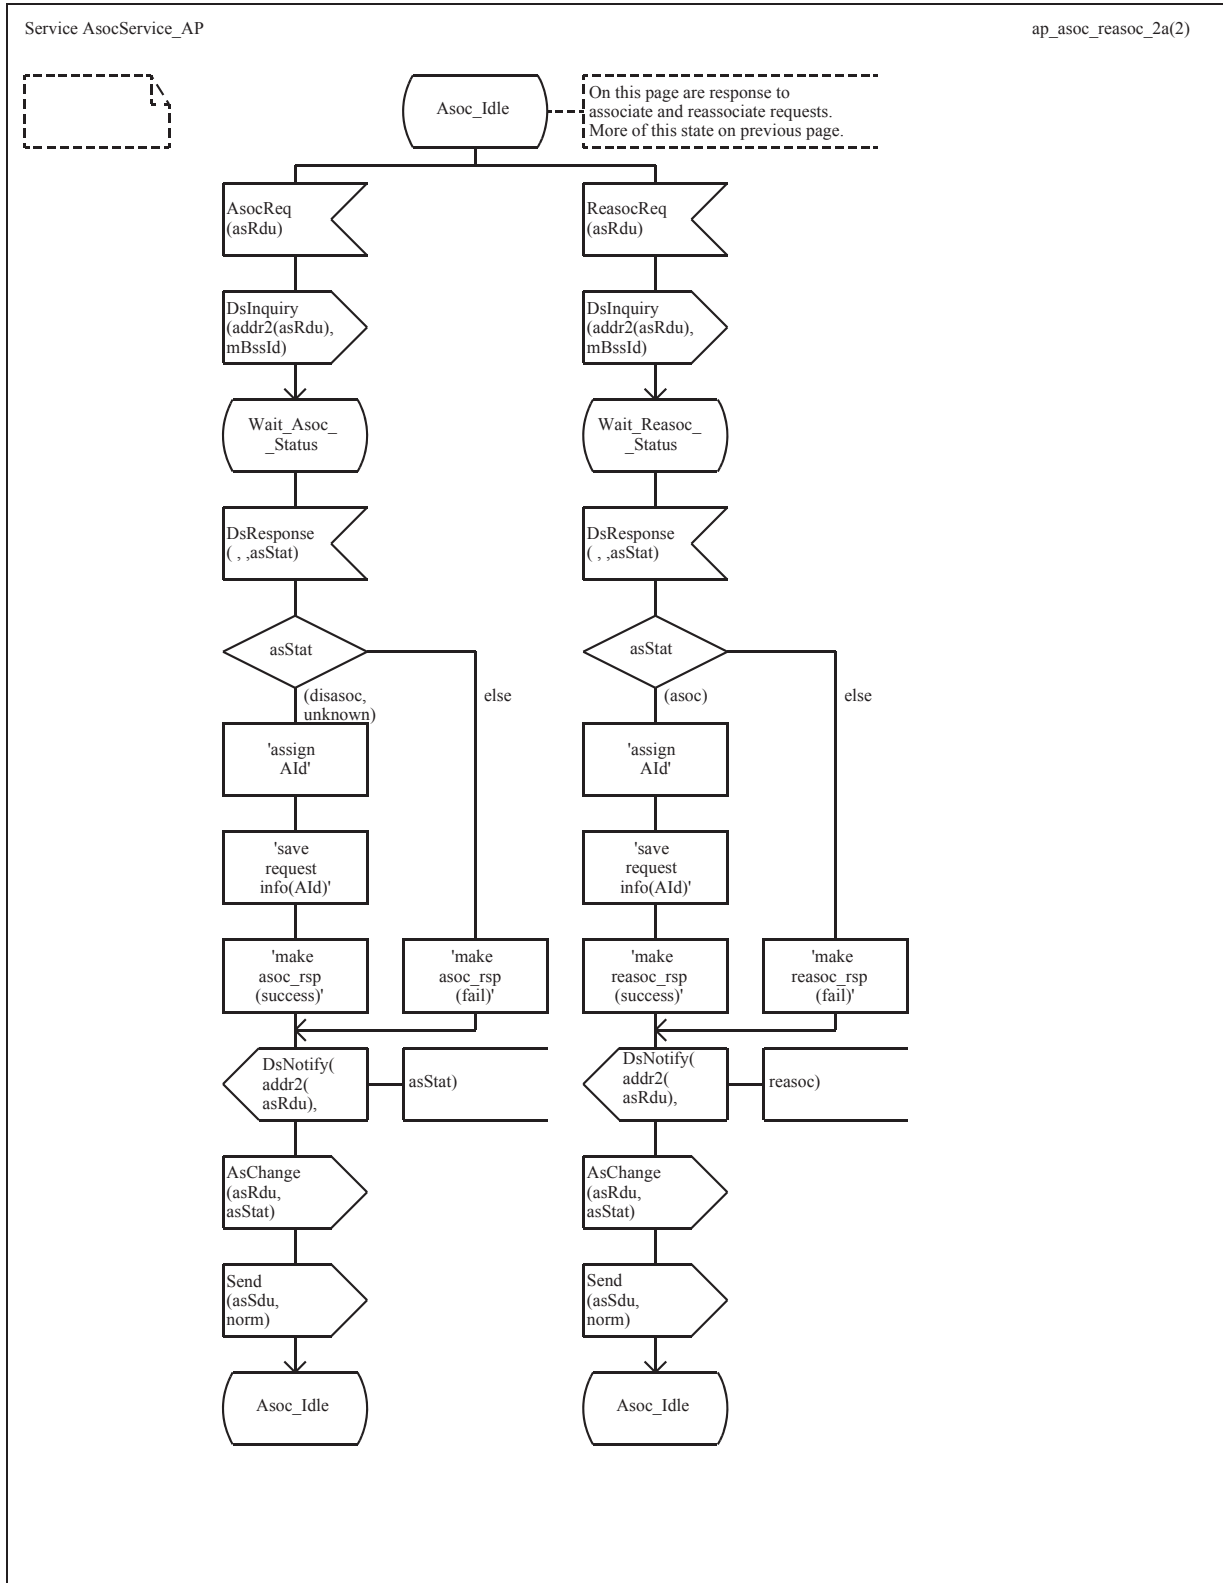 Service AsocService_AP
ap_asoc_reasoc_2a(2)
Asoc_Idle
On this page are response to
associate and reassociate requests.
More of this state on previous page.
AsocReq
(asRdu)
ReasocReq
(asRdu)
DsInquiry
(addr2(asRdu),
mBssId)
DsInquiry
(addr2(asRdu),
mBssId)
Wait_Asoc_
_Status
Wait_Reasoc_
_Status
DsResponse
( , ,asStat)
DsResponse
( , ,asStat)
asStat
asStat
(disasoc,
unknown)
else
(asoc)
else
'assign
AId'
'assign
AId'
'save
request
info(AId)'
'save
request
info(AId)'
'make
asoc_rsp
(success)'
'make
asoc_rsp
(fail)'
'make
reasoc_rsp
(success)'
'make
reasoc_rsp
(fail)'
DsNotify(
addr2(
asRdu),
asStat)
DsNotify(
addr2(
asRdu),
reasoc)
AsChange
(asRdu,
asStat)
AsChange
(asRdu,
asStat)
Send
(asSdu,
norm)
Send
(asSdu,
norm)
Asoc_Idle
Asoc_Idle